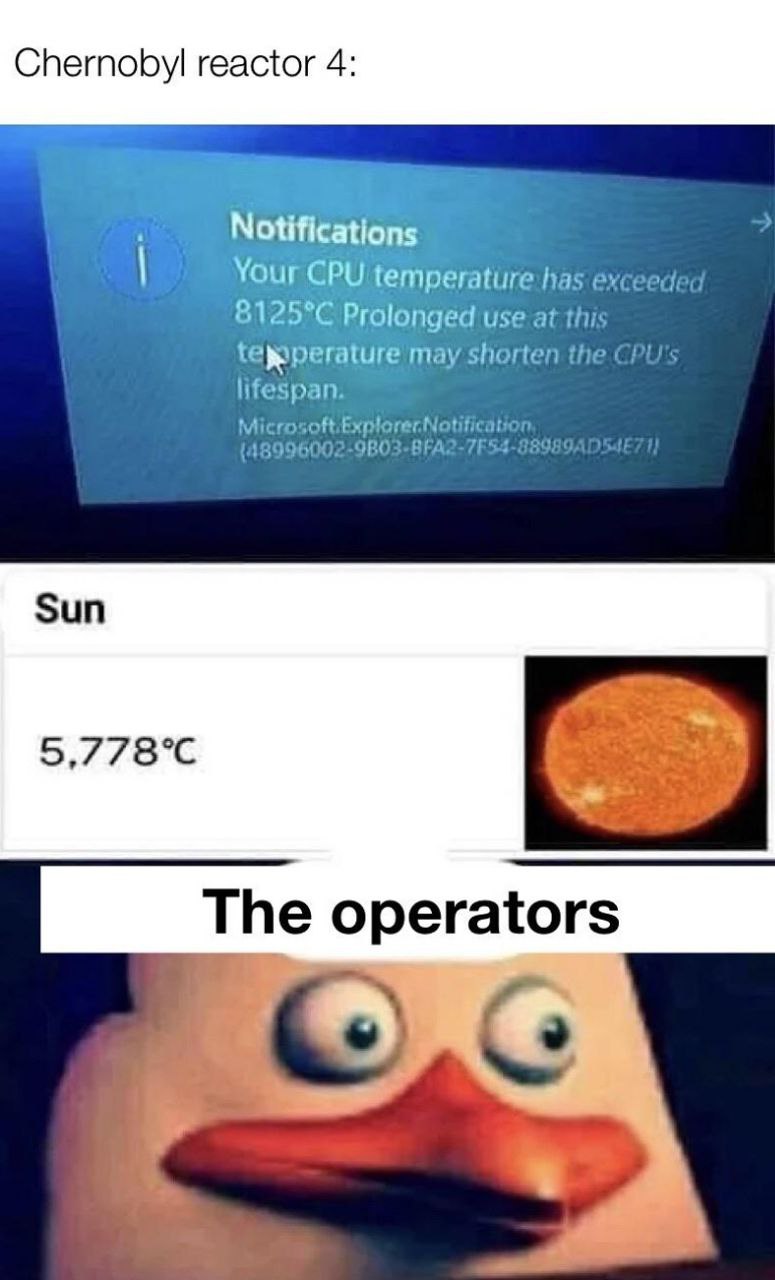 Chernobyl reactor 4:
Notifications
Your CPU temperature has exceeded
8125°C Prolonged use at this
temperature may shorten the CPU's
lifespan.
Microsoft.Explorer.Notification.
{48996002-9B03-BFA2-7F54-88989AD54E71}
Sun
5,778°C
The operators